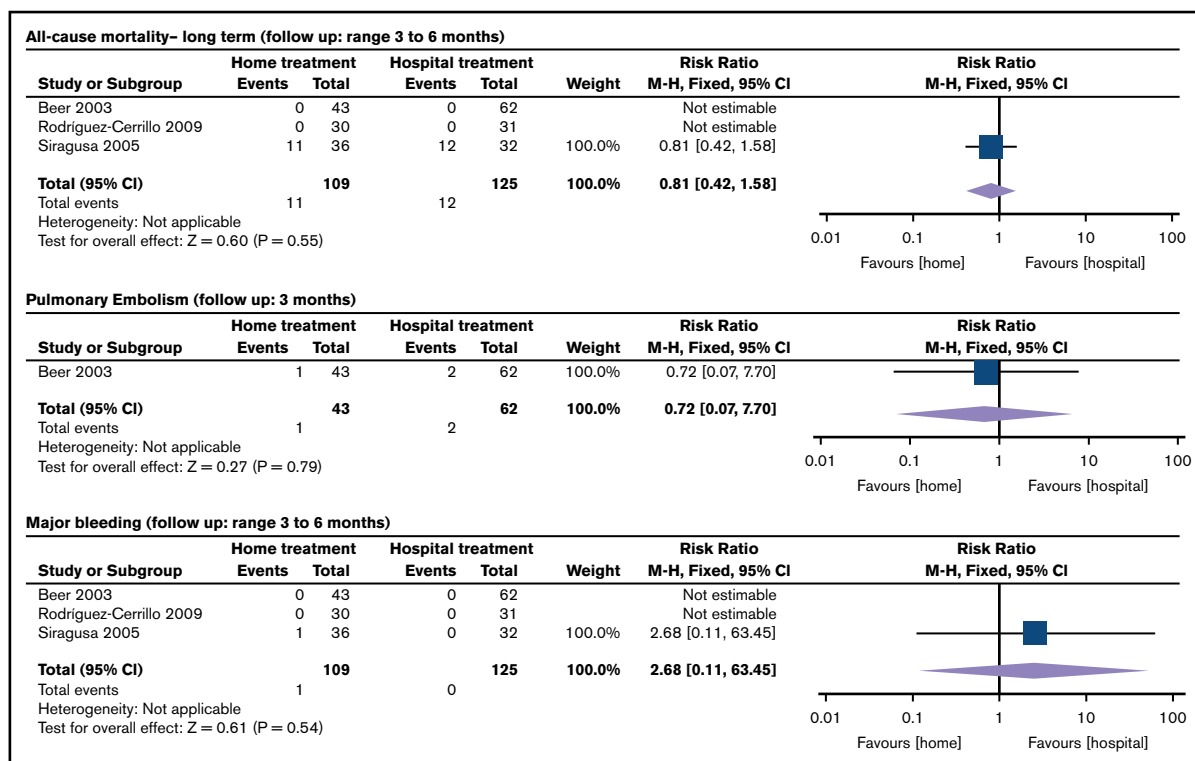 All-cause mortality– long term (follow up: range 3 to 6 months)
Home treatment Hospital treatment Risk Ratio Risk Ratio
Study or Subgroup Events Total Events Total Weight M-H, Fixed, 95% CI M-H, Fixed, 95% CI
Beer 2003 0 43 0 62 Not estimable
Rodríguez-Cerrillo 2009 0 30 0 31 Not estimable
Siragusa 2005 11 36 12 32 100.0% 0.81 [0.42, 1.58]
Total (95% CI) 109 125 100.0% 0.81 [0.42, 1.58]
Total events 11 12
Heterogeneity: Not applicable
Test for overall effect: Z = 0.60 (P = 0.55)
0.01 0.1 1 10 100
Favours [home] Favours [hospital]
Pulmonary Embolism (follow up: 3 months)
Home treatment Hospital treatment Risk Ratio Risk Ratio
Study or Subgroup Events Total Events Total Weight M-H, Fixed, 95% CI M-H, Fixed, 95% CI
Beer 2003 1 43 2 62 100.0% 0.72 [0.07, 7.70]
Total (95% CI) 43 62 100.0% 0.72 [0.07, 7.70]
Total events 1 2
Heterogeneity: Not applicable
Test for overall effect: Z = 0.27 (P = 0.79)
0.01 0.1 1 10 100
Favours [home] Favours [hospital]
Major bleeding (follow up: range 3 to 6 months)
Home treatment Hospital treatment Risk Ratio Risk Ratio
Study or Subgroup Events Total Events Total Weight M-H, Fixed, 95% CI M-H, Fixed, 95% CI
Beer 2003 0 43 0 62 Not estimable
Rodríguez-Cerrillo 2009 0 30 0 31 Not estimable
Siragusa 2005 1 36 0 32 100.0% 2.68 [0.11, 63.45]
Total (95% CI) 109 125 100.0% 2.68 [0.11, 63.45]
Total events 1 0
Heterogeneity: Not applicable
Test for overall effect: Z = 0.61 (P = 0.54)
0.01 0.1 1 10 100
Favours [home] Favours [hospital]